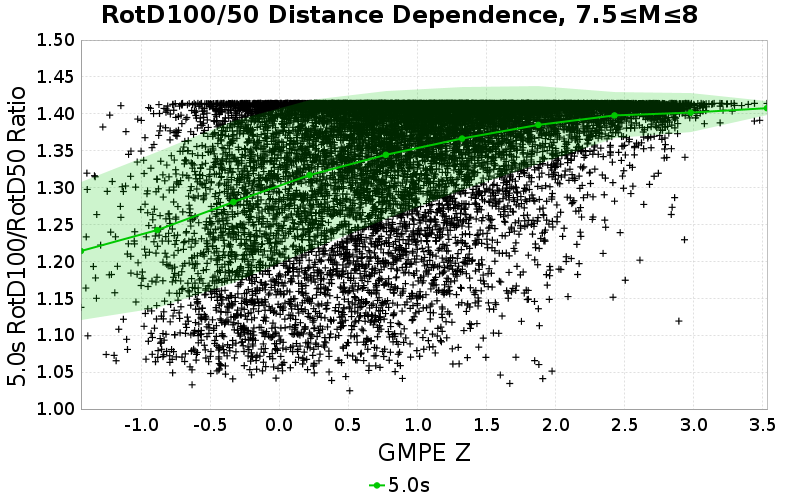 RotD100/50 Distance Dependence, 7.5≤M≤8
5.0s RotD100/RotD50 Ratio
1.50
1.45
1.40
1.35
1.30
1.25
1.20
1.15
1.10
1.05
1.00
-1.0 -0.5 0.0 0.5 1.0 1.5 2.0 2.5 3.0 3.5
GMPE Z
5.0s